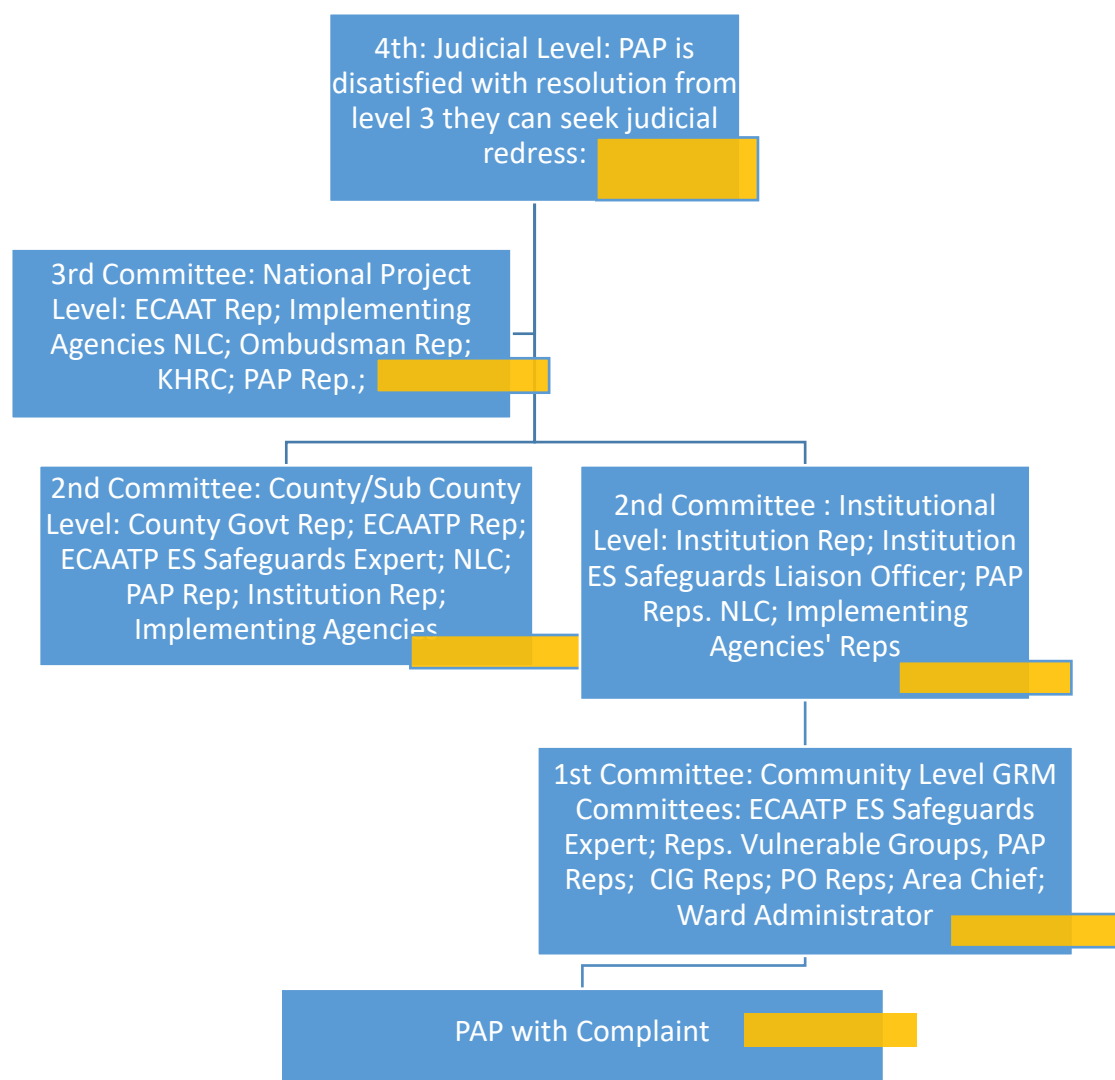 4th: Judicial Level: PAP is
disatisfied with resolution from
level 3 they can seek judicial
redress:
3rd Committee: National Project
Level: ECAAT Rep; Implementing
Agencies NLC; Ombudsman Rep;
KHRC; PAP Rep.;
2nd Committee: County/Sub County
Level: County Govt Rep; ECAATP Rep;
ECAATP ES Safeguards Expert; NLC;
PAP Rep; Institution Rep;
Implementing Agencies
2nd Committee : Institutional
Level: Institution Rep; Institution
ES Safeguards Liaison Officer; PAP
Reps. NLC; Implementing
Agencies' Reps
1st Committee: Community Level GRM
Committees: ECAATP ES Safeguards
Expert; Reps. Vulnerable Groups, PAP
Reps; CIG Reps; PO Reps; Area Chief;
Ward Administrator
PAP with Complaint